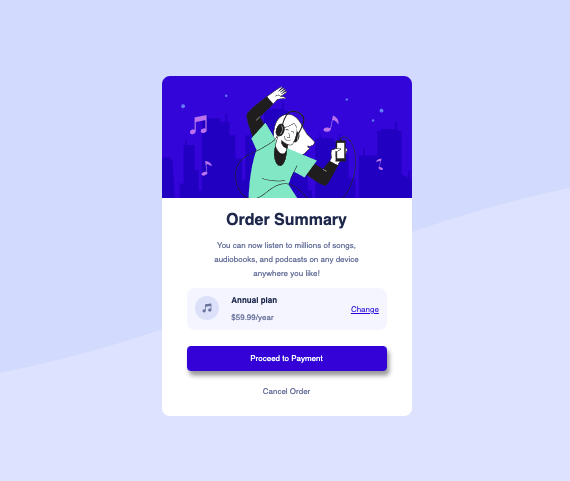 Order Summary
You can now listen to millions of songs,
audiobooks, and podcasts on any device
anywhere you like!
Annual plan
$59.99/year
Change
Proceed to Payment
Cancel Order